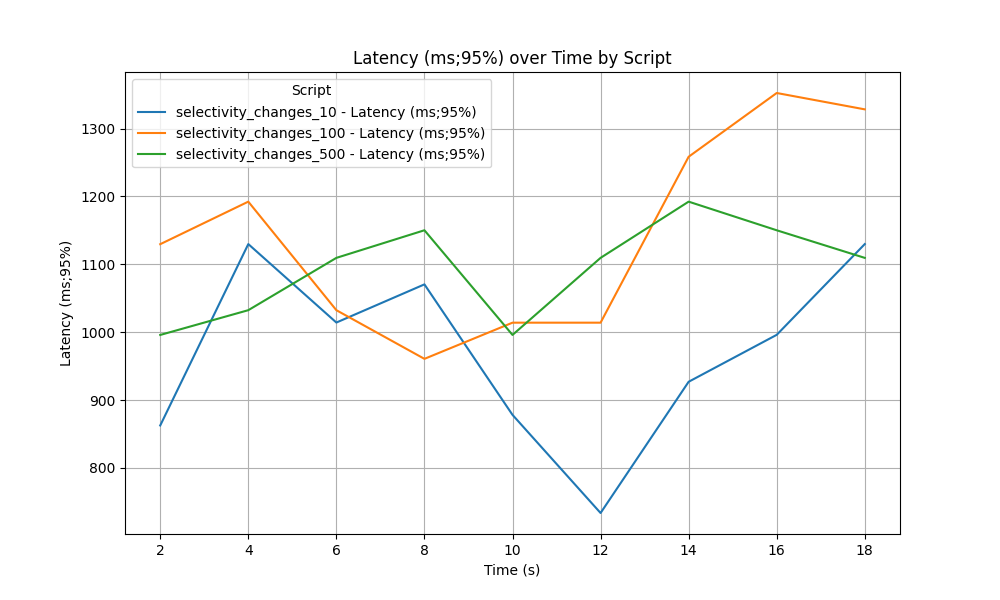 Latency (ms;95%) over Time by Script
Script
selectivity_changes_10 - Latency (ms;95%)
selectivity_changes_100 - Latency (ms;95%)
selectivity_changes_500 - Latency (ms;95%)
Latency (ms;95%)
1300
1200
1100
1000
900
800
2 4 6 8 10 12 14 16 18
Time (s)